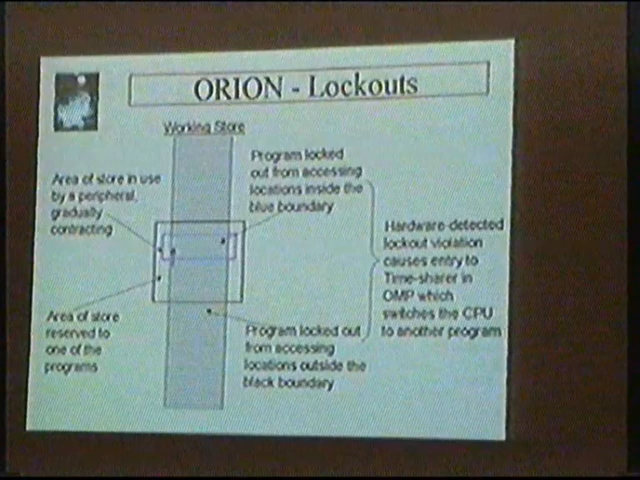 ORION - Lockouts
Working Store
Area of store in use
by a peripheral,
gradually
contracting
Program locked
out from accessing
locations inside the
blue boundary
Hardware-detected
lockout violation
causes entry to
Time-sharer in
OMP which
switches the CPU
to another program
Area of store
reserved to
one of the
programs
Program locked out
from accessing
locations outside the
black boundary